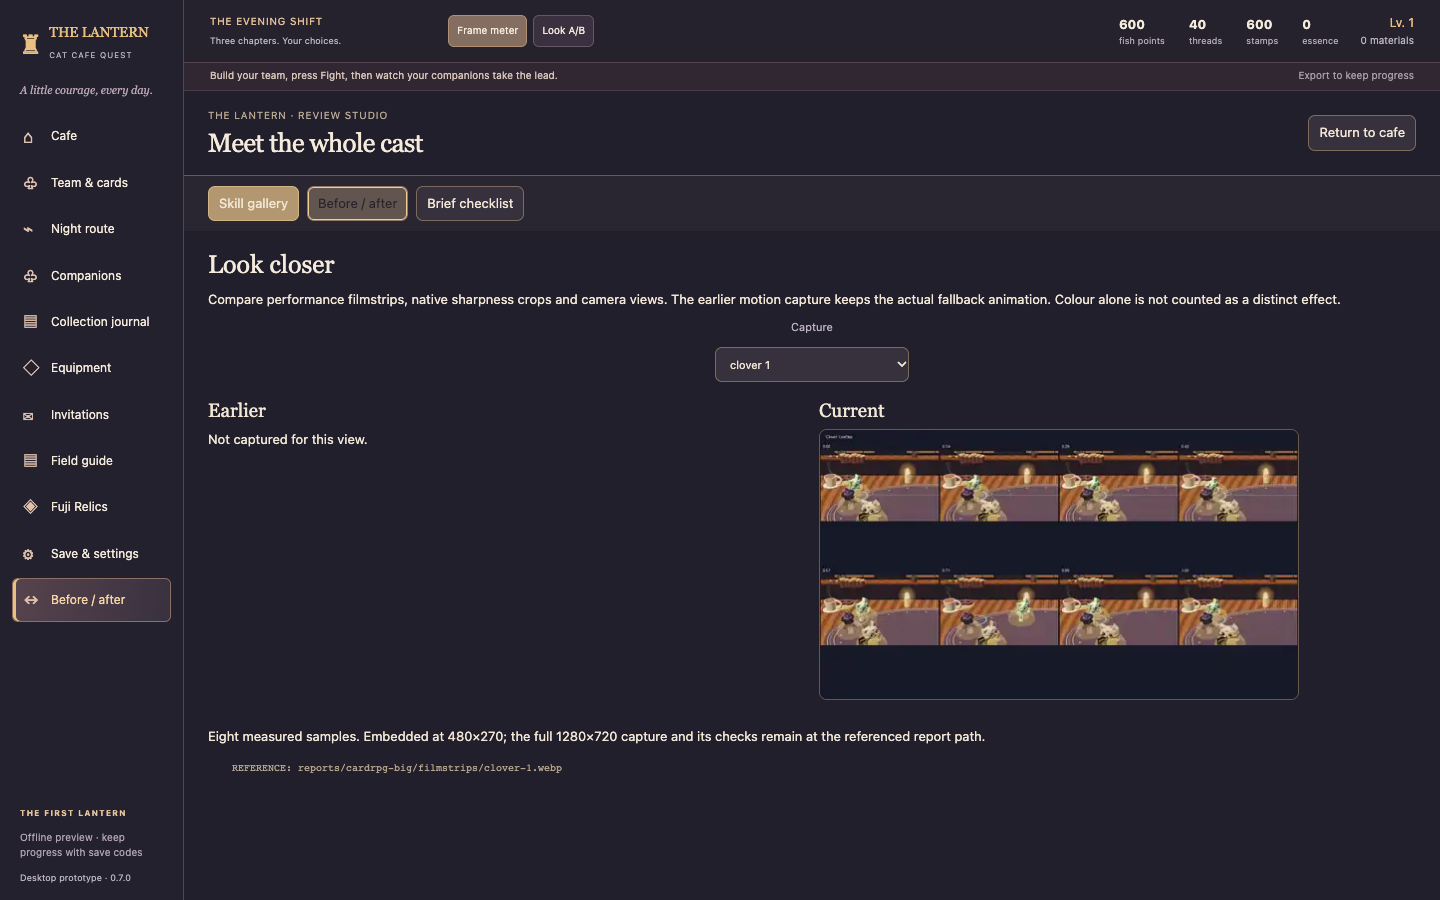 THE LANTERN
CAT CAFE QUEST
A little courage, every day.
Cafe
Team & cards
Night route
Companions
Collection journal
Equipment
Invitations
Field guide
Fuji Relics
Save & settings
Before / after
THE FIRST LANTERN
Offline preview · keep
progress with save codes
Desktop prototype · 0.7.0
THE EVENING SHIFT
Three chapters. Your choices.
Frame meter
Look A/B
600 fish points
40 threads
600 stamps
0 essence
Lv. 1
0 materials
Build your team, press Fight, then watch your companions take the lead.
Export to keep progress
THE LANTERN · REVIEW STUDIO
Meet the whole cast
Return to cafe
Skill gallery
Before / after
Brief checklist
Look closer
Compare performance filmstrips, native sharpness crops and camera views. The earlier motion capture keeps the actual fallback animation. Colour alone is not counted as a distinct effect.
Capture
clover 1
Earlier
Not captured for this view.
Current
Eight measured samples. Embedded at 480×270; the full 1280×720 capture and its checks remain at the referenced report path.
REFERENCE: reports/cardrpg-big/filmstrips/clover-1.webp